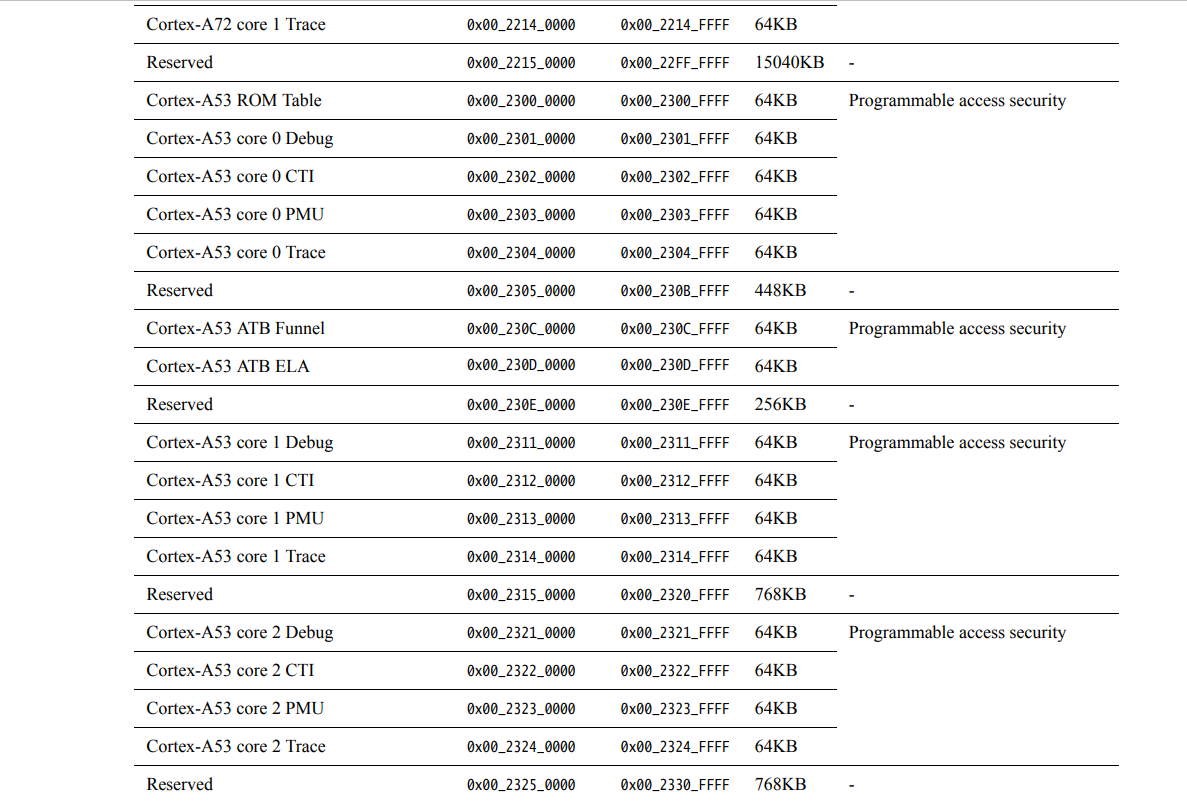 Cortex-A72 core 1 Trace 0x00_2214_0000 0x00_2214_FFFF 64KB
Reserved 0x00_2215_0000 0x00_22FF_FFFF 15040KB -
Cortex-A53 ROM Table 0x00_2300_0000 0x00_2300_FFFF 64KB Programmable access security
Cortex-A53 core 0 Debug 0x00_2301_0000 0x00_2301_FFFF 64KB
Cortex-A53 core 0 CTI 0x00_2302_0000 0x00_2302_FFFF 64KB
Cortex-A53 core 0 PMU 0x00_2303_0000 0x00_2303_FFFF 64KB
Cortex-A53 core 0 Trace 0x00_2304_0000 0x00_2304_FFFF 64KB
Reserved 0x00_2305_0000 0x00_230B_FFFF 448KB -
Cortex-A53 ATB Funnel 0x00_230C_0000 0x00_230C_FFFF 64KB Programmable access security
Cortex-A53 ATB ELA 0x00_230D_0000 0x00_230D_FFFF 64KB
Reserved 0x00_230E_0000 0x00_230E_FFFF 256KB -
Cortex-A53 core 1 Debug 0x00_2311_0000 0x00_2311_FFFF 64KB Programmable access security
Cortex-A53 core 1 CTI 0x00_2312_0000 0x00_2312_FFFF 64KB
Cortex-A53 core 1 PMU 0x00_2313_0000 0x00_2313_FFFF 64KB
Cortex-A53 core 1 Trace 0x00_2314_0000 0x00_2314_FFFF 64KB
Reserved 0x00_2315_0000 0x00_2320_FFFF 768KB -
Cortex-A53 core 2 Debug 0x00_2321_0000 0x00_2321_FFFF 64KB Programmable access security
Cortex-A53 core 2 CTI 0x00_2322_0000 0x00_2322_FFFF 64KB
Cortex-A53 core 2 PMU 0x00_2323_0000 0x00_2323_FFFF 64KB
Cortex-A53 core 2 Trace 0x00_2324_0000 0x00_2324_FFFF 64KB
Reserved 0x00_2325_0000 0x00_2330_FFFF 768KB -